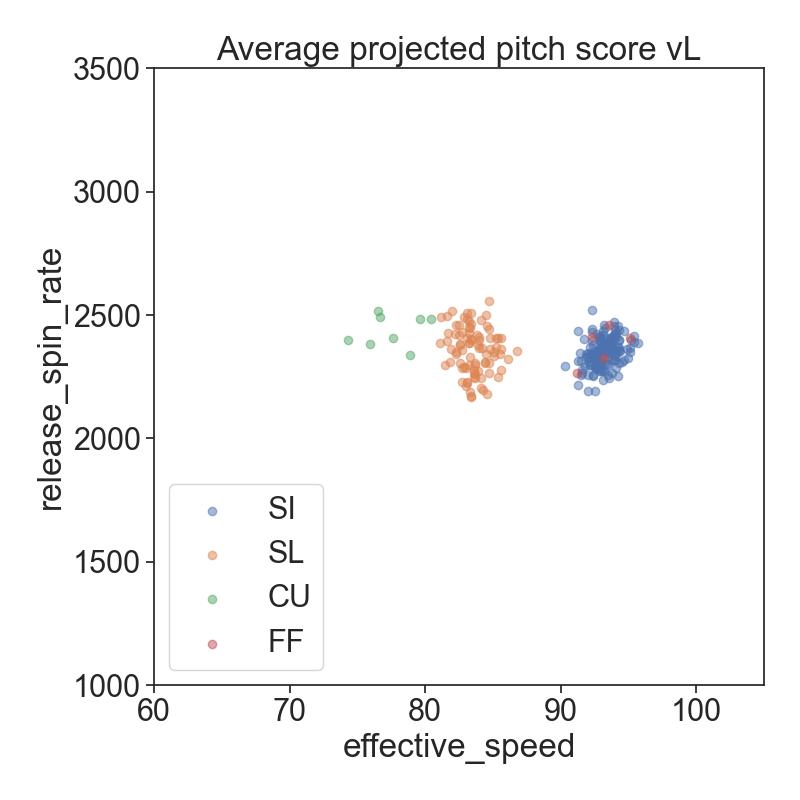 Average projected pitch score vL
3500
3000
2500
2000
1500
1000
release_spin_rate
SI
SL
CU
FF
60
70
80
90
100
effective_speed